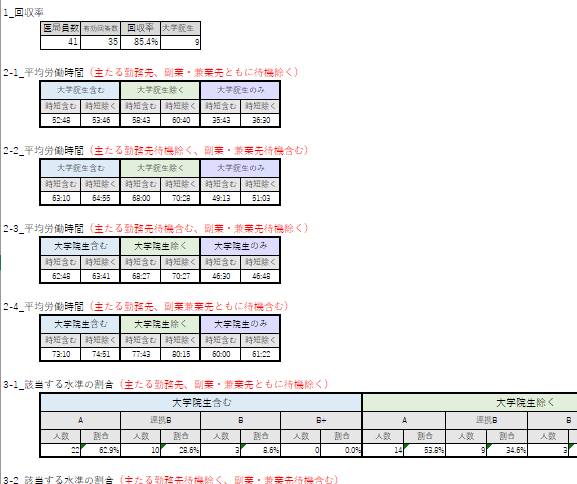 1_回収率
医局員数 有効回答数 回収率 大学院生
41 35 85.4% 9
2-1_平均労働時間（主たる勤務先、副業・兼業先ともに待機除く）
大学院生含む 大学院生除く 大学院生のみ
時短含む 時短除く 時短含む 時短除く 時短含む 時短除く
52:48 53:46 58:43 60:40 35:43 36:30
2-2_平均労働時間（主たる勤務先待機除く、副業・兼業先待機含む）
大学院生含む 大学院生除く 大学院生のみ
時短含む 時短除く 時短含む 時短除く 時短含む 時短除く
63:10 64:55 68:00 70:28 49:13 51:03
2-3_平均労働時間（主たる勤務先待機含む、副業・兼業先待機除く）
大学院生含む 大学院生除く 大学院生のみ
時短含む 時短除く 時短含む 時短除く 時短含む 時短除く
62:48 63:41 68:27 70:27 46:30 46:48
2-4_平均労働時間（主たる勤務先、副業兼業先ともに待機含む）
大学院生含む 大学院生除く 大学院生のみ
時短含む 時短除く 時短含む 時短除く 時短含む 時短除く
73:10 74:51 77:43 80:15 60:00 61:22
3-1_該当する水準の割合（主たる勤務先、副業・兼業先ともに待機除く）
大学院生含む 大学院生除く
A 連携B B B+ A 連携B B
人数 割合 人数 割合 人数 割合 人数 割合 人数 割合 人数 割合 人数
22 62.9% 10 28.6% 3 8.6% 0 0.0% 14 53.8% 9 34.6% 3
3-2_該当する水準の割合（主たる勤務先待機除く、副業・兼業先待機含む）